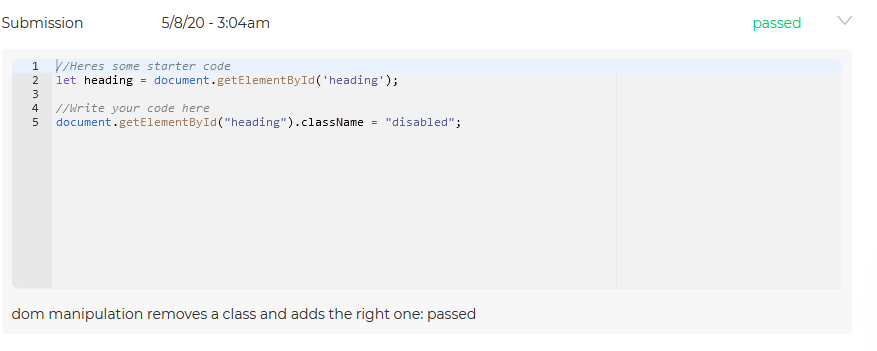 Submission 5/8/20 - 3:04am passed
1 //Heres some starter code
2 let heading = document.getElementById('heading');
3
4 //Write your code here
5 document.getElementById("heading").className = "disabled";
dom manipulation removes a class and adds the right one: passed